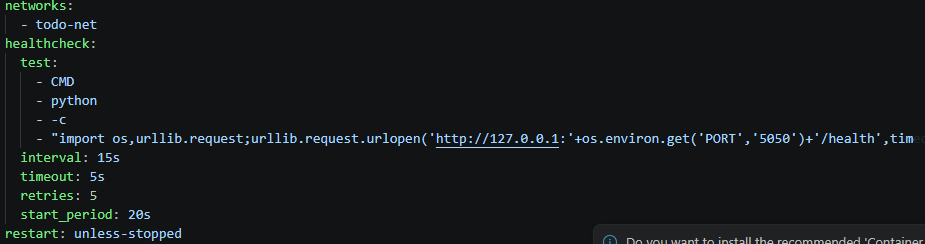 networks:
  - todo-net
healthcheck:
  test:
    - CMD
    - python
    - -c
    - "import os,urllib.request;urllib.request.urlopen('http://127.0.0.1:'+os.environ.get('PORT','5050')+'/health',tim
  interval: 15s
  timeout: 5s
  retries: 5
  start_period: 20s
restart: unless-stopped
Do you want to install the recommended 'Container